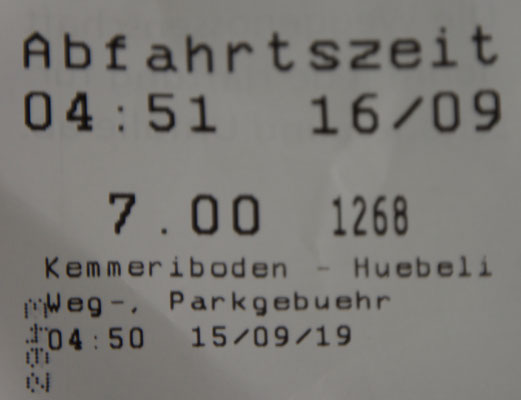 Abfahrtszeit
04:51 16/09
7.00 1268
Kemmeriboden - Huebeli
Weg-, Parkgebuehr
04:50 15/09/19